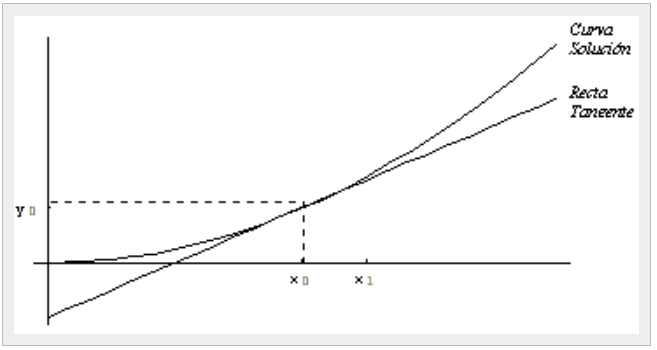 Curva
Solución
Recta
Tangente
y 0
x 0
x 1